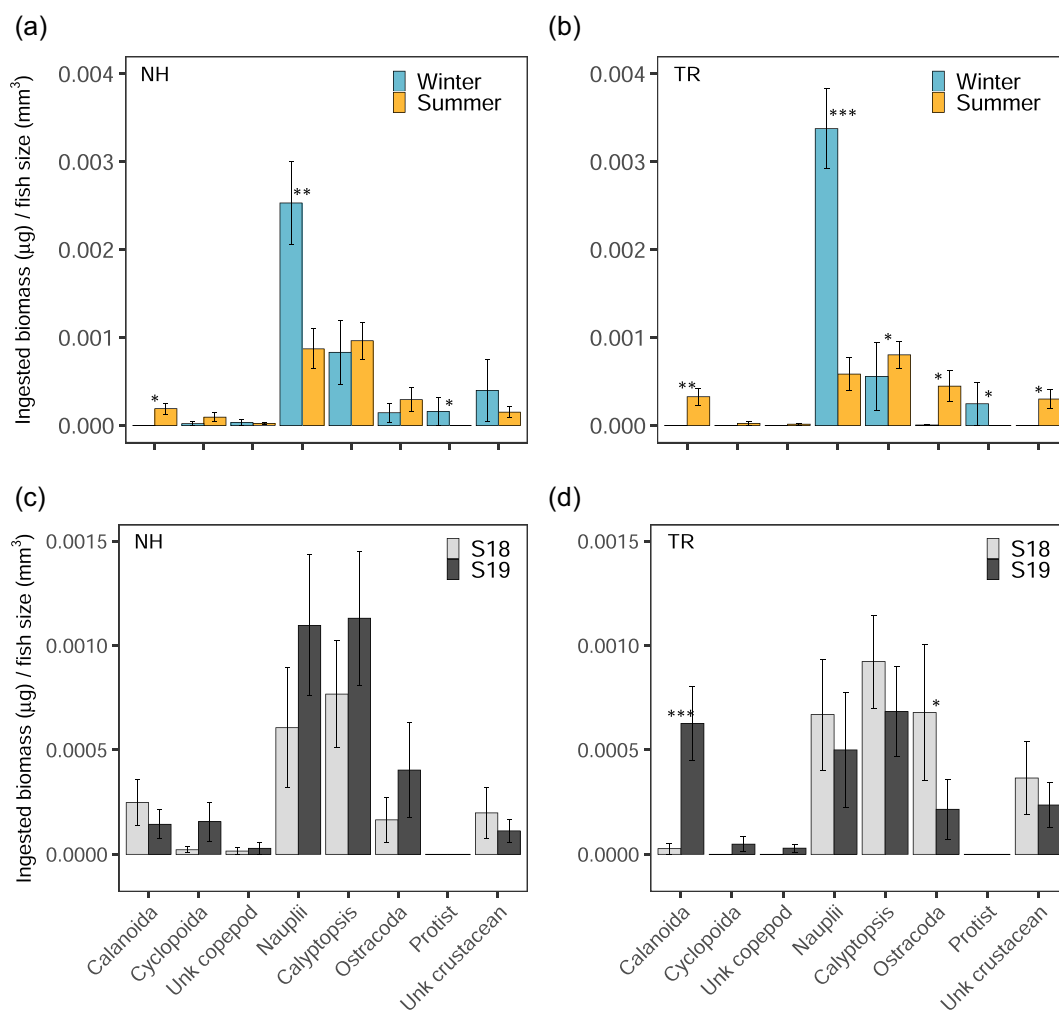 (a)
NH
Winter
Summer
0.004
0.003
0.002
0.001
0.000
Ingested biomass (µg) / fish size (mm³)
*
**
*
(b)
TR
Winter
Summer
0.004
0.003
0.002
0.001
0.000
**
***
*
*
*
*
(c)
NH
S18
S19
0.0015
0.0010
0.0005
0.0000
Ingested biomass (µg) / fish size (mm³)
Calanoida
Cyclopoida
Unk copepod
Nauplii
Calyptopsis
Ostracoda
Protist
Unk crustacean
(d)
TR
S18
S19
0.0015
0.0010
0.0005
0.0000
***
*
Calanoida
Cyclopoida
Unk copepod
Nauplii
Calyptopsis
Ostracoda
Protist
Unk crustacean